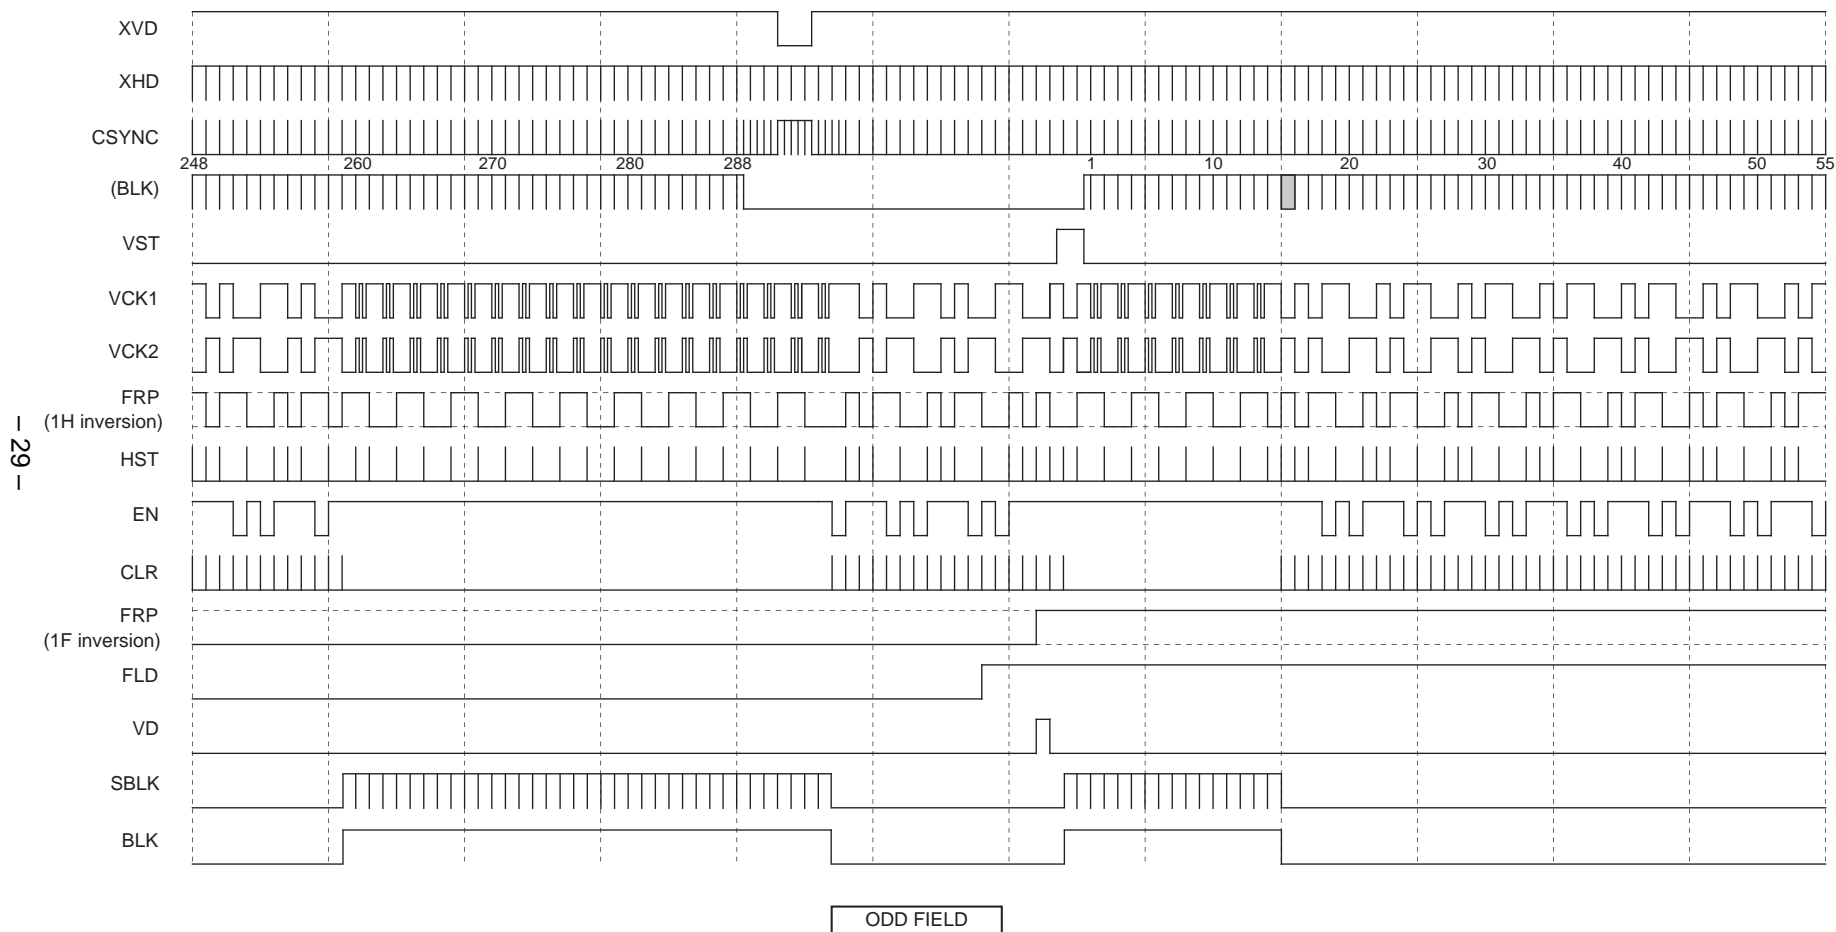 XVD
XHD
CSYNC
248 260 270 280 288 1 10 20 30 40 50 55
(BLK)
VST
VCK1
VCK2
FRP
(1H inversion)
HST
EN
CLR
FRP
(1F inversion)
FLD
VD
SBLK
BLK
ODD FIELD
– 29 –